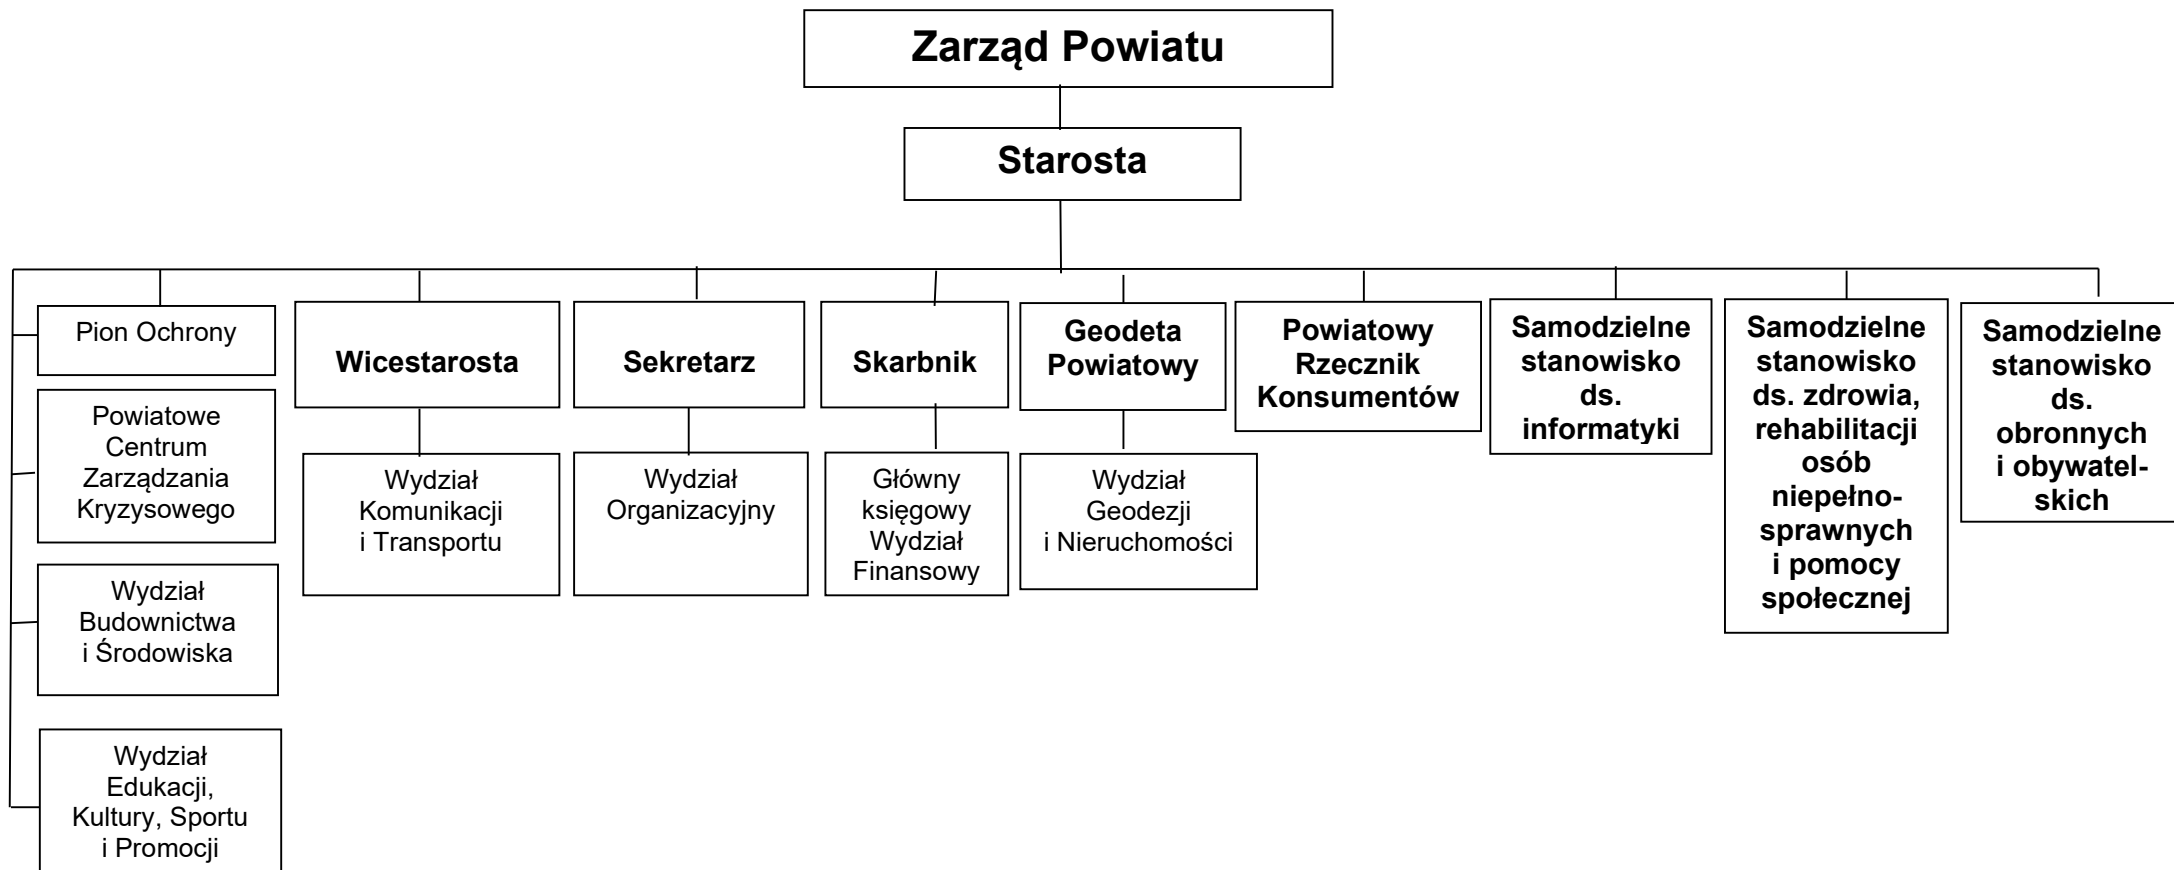 Zarząd Powiatu
Starosta
Pion Ochrony
Powiatowe
Centrum
Zarządzania
Kryzysowego
Wydział
Budownictwa
i Środowiska
Wydział
Edukacji,
Kultury, Sportu
i Promocji
Wicestarosta
Wydział
Komunikacji
i Transportu
Sekretarz
Wydział
Organizacyjny
Skarbnik
Główny
księgowy
Wydział
Finansowy
Geodeta
Powiatowy
Wydział
Geodezji
i Nieruchomości
Powiatowy
Rzecznik
Konsumentów
Samodzielne
stanowisko
ds.
informatyki
Samodzielne
stanowisko
ds. zdrowia,
rehabilitacji
osób
niepełno-
sprawnych
i pomocy
społecznej
Samodzielne
stanowisko
ds.
obronnych
i obywatel-
skich